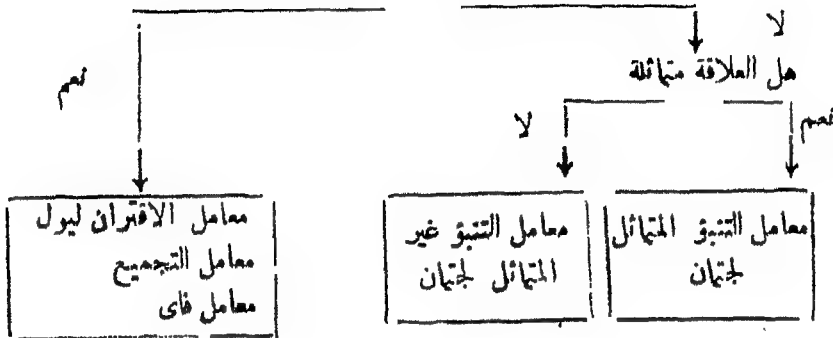 لا
نعم
هل العلاقة متماثلة
لا
نعم
معامل التنبؤ المتماثل
لجتمان
معامل التنبؤ غير
المتماثل لجتمان
معامل الاقتران ليول
معامل التجميع
معامل فاى